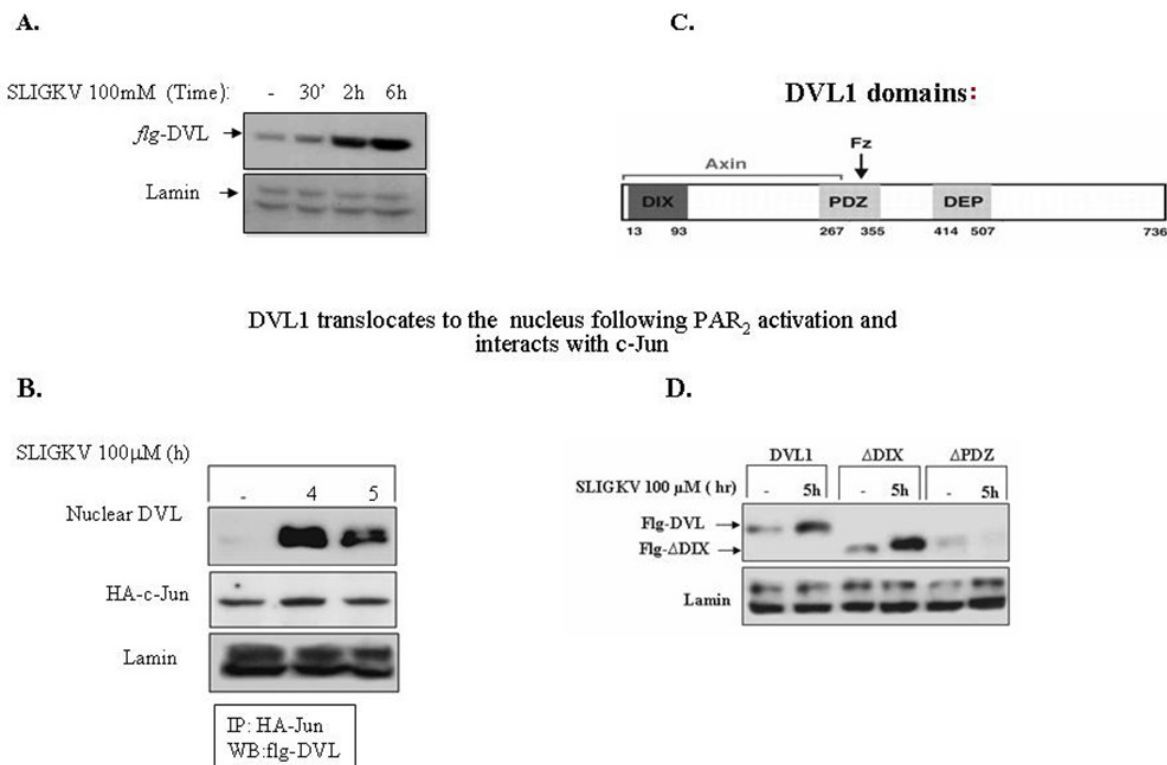 A.
SLIGKV 100mM (Time): - 30' 2h 6h
flg-DVL
Lamin
C.
DVL1 domains:
Fz
Axin
DIX PDZ DEP
13 93 267 355 414 507 736
DVL1 translocates to the nucleus following PAR2 activation and
interacts with c-Jun
B.
SLIGKV 100µM (h)
- 4 5
Nuclear DVL
HA-c-Jun
Lamin
IP: HA-Jun
WB:flg-DVL
D.
DVL1 ΔDIX ΔPDZ
SLIGKV 100 µM ( hr) - 5h - 5h - 5h
Flg-DVL
Flg-ΔDIX
Lamin